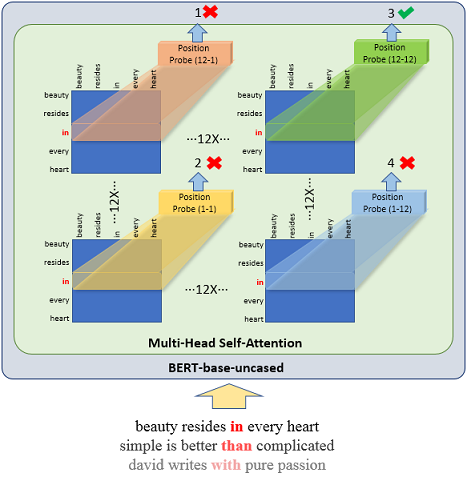 1
3
Position
Probe (12-1)
Position
Probe (12-12)
beauty
resides
in
every
heart
beauty
resides
in
every
heart
beauty
resides
in
every
heart
beauty
resides
in
every
heart
...12X...
...12X...
...12X...
2
4
Position
Probe (1-1)
Position
Probe (1-12)
beauty
resides
in
every
heart
beauty
resides
in
every
heart
beauty
resides
in
every
heart
beauty
resides
in
every
heart
...12X...
Multi-Head Self-Attention
BERT-base-uncased
beauty resides in every heart
simple is better than complicated
david writes with pure passion